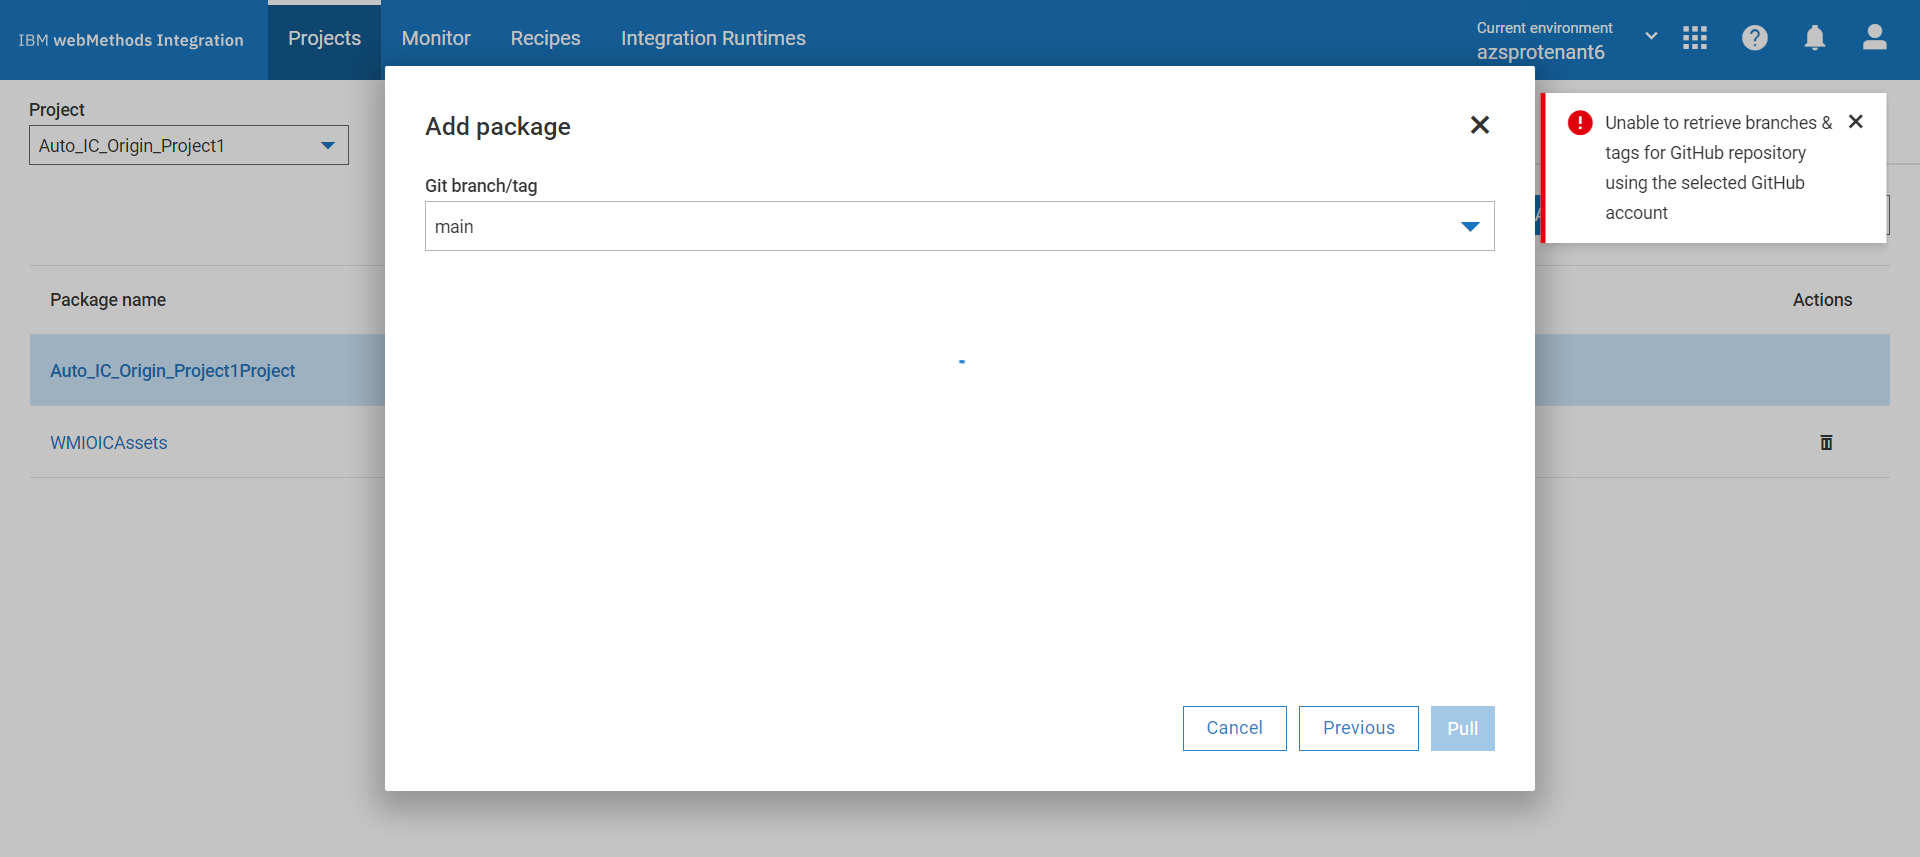 IBM webMethods Integration
Projects
Monitor
Recipes
Integration Runtimes
Current environment
azsprotenant6
Project
Auto_IC_Origin_Project1
Add package
Git branch/tag
main
Unable to retrieve branches &
tags for GitHub repository
using the selected GitHub
account
Package name
Actions
Auto_IC_Origin_Project1Project
WMIOICAssets
Cancel
Previous
Pull